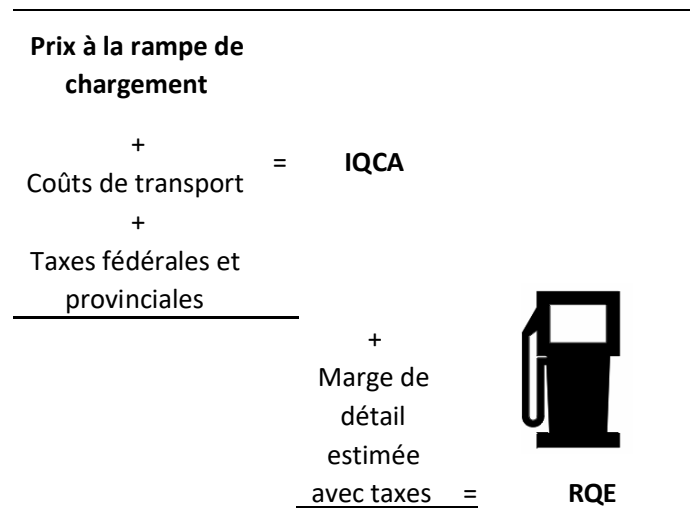 Prix à la rampe de
chargement
+
Coûts de transport
= IQCA
+
Taxes fédérales et
provinciales
+
Marge de
détail
estimée
avec taxes = RQE